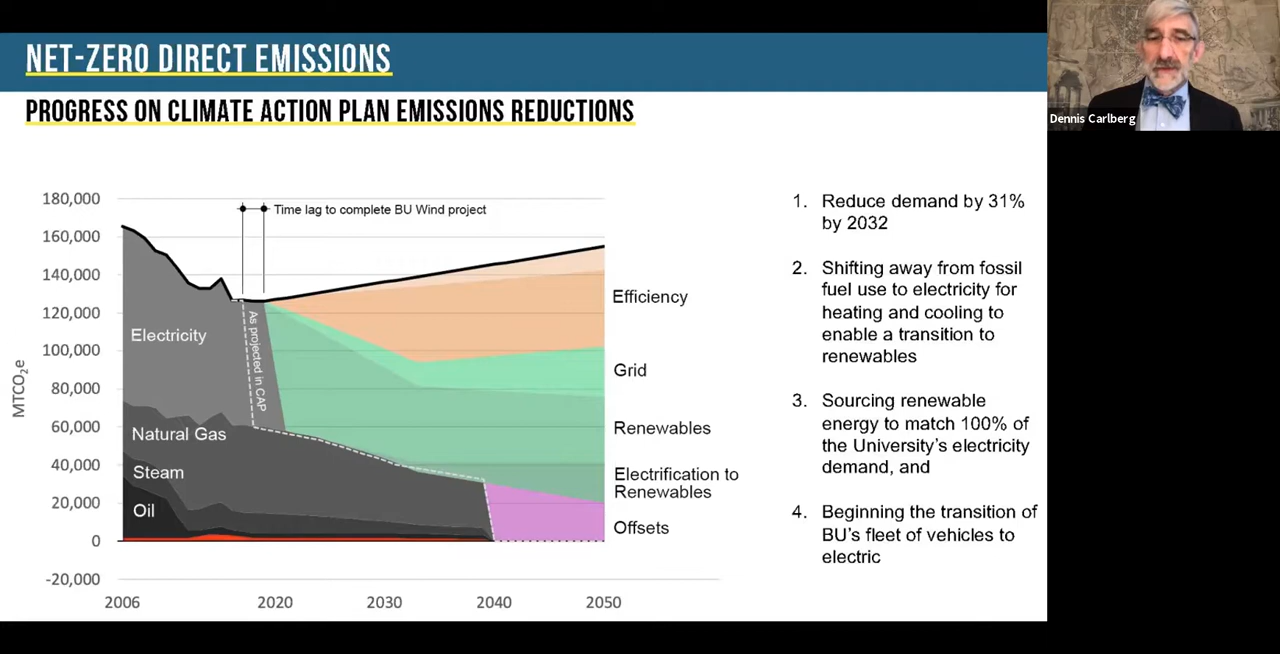 NET-ZERO DIRECT EMISSIONS
PROGRESS ON CLIMATE ACTION PLAN EMISSIONS REDUCTIONS
Dennis Carlberg
MTCO2e
180,000
160,000
140,000
120,000
100,000
80,000
60,000
40,000
20,000
0
-20,000
2006
2020
2030
2040
2050
Time lag to complete BU Wind project
As projected in CAP
Electricity
Natural Gas
Steam
Oil
Efficiency
Grid
Renewables
Electrification to
Renewables
Offsets
1. Reduce demand by 31%
by 2032
2. Shifting away from fossil
fuel use to electricity for
heating and cooling to
enable a transition to
renewables
3. Sourcing renewable
energy to match 100% of
the University's electricity
demand, and
4. Beginning the transition of
BU's fleet of vehicles to
electric